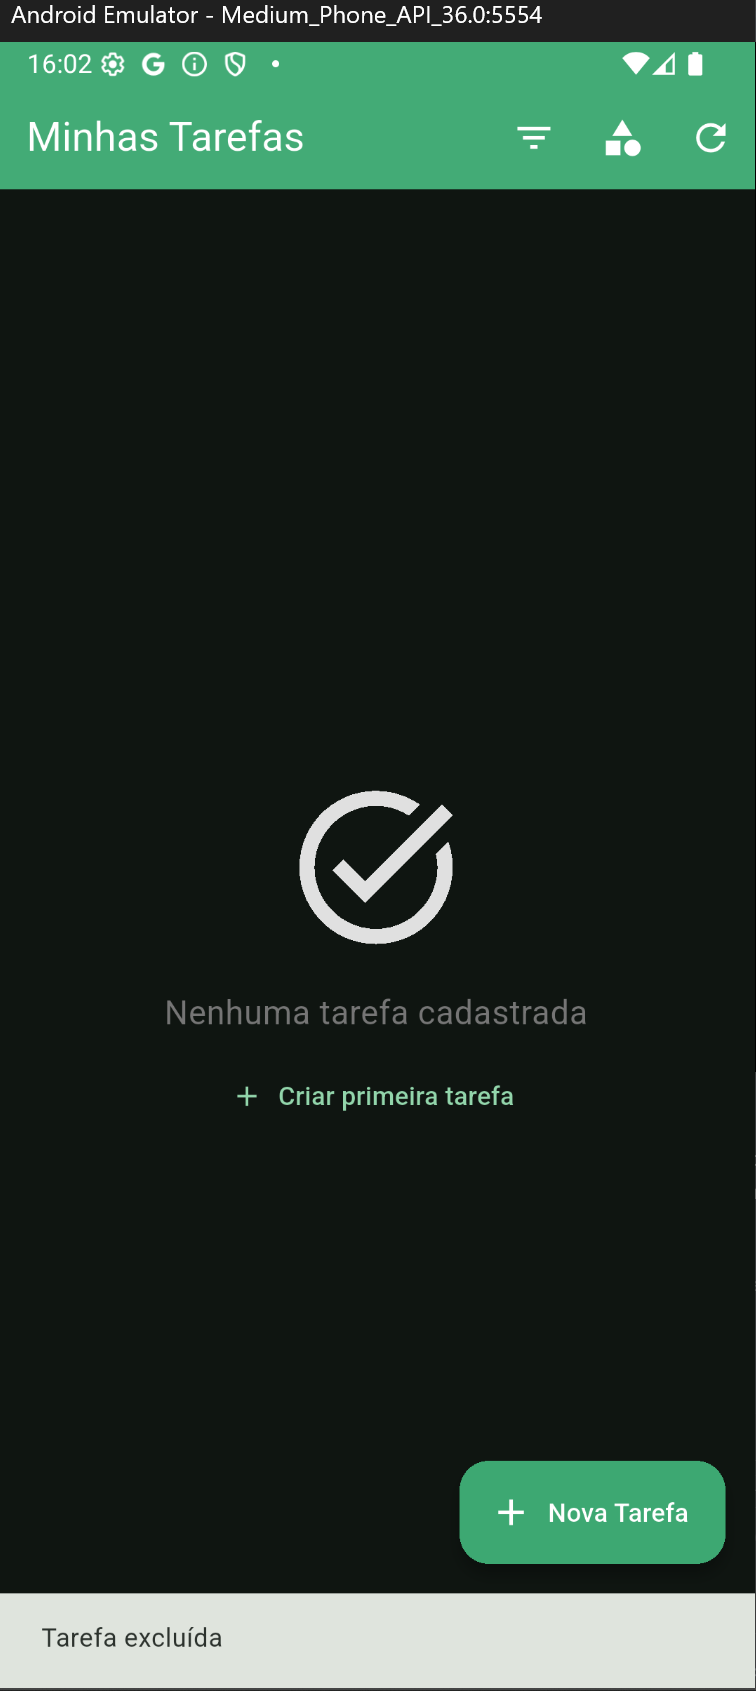 Android Emulator - Medium_Phone_API_36.0:5554
16:02
Minhas Tarefas
Nenhuma tarefa cadastrada
+ Criar primeira tarefa
+ Nova Tarefa
Tarefa excluída